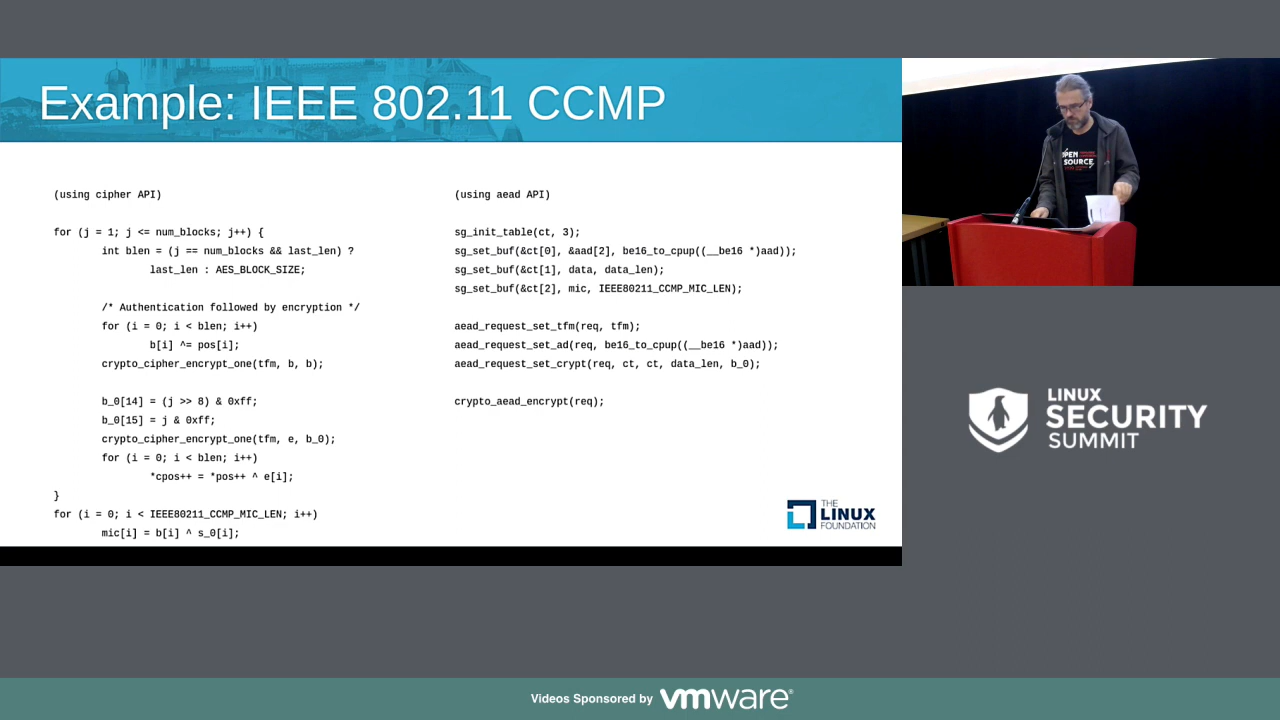 Example: IEEE 802.11 CCMP
(using cipher API)
for (j = 1; j <= num_blocks; j++) {
int blen = (j == num_blocks && last_len) ?
last_len : AES_BLOCK_SIZE;
/* Authentication followed by encryption */
for (i = 0; i < blen; i++)
b[i] ^= pos[i];
crypto_cipher_encrypt_one(tfm, b, b);
b_0[14] = (j >> 8) & 0xff;
b_0[15] = j & 0xff;
crypto_cipher_encrypt_one(tfm, e, b_0);
for (i = 0; i < blen; i++)
*cpos++ = *pos++ ^ e[i];
}
for (i = 0; i < IEEE80211_CCMP_MIC_LEN; i++)
mic[i] = b[i] ^ s_0[i];
(using aead API)
sg_init_table(ct, 3);
sg_set_buf(&ct[0], &aad[2], be16_to_cpup((__be16 *)aad));
sg_set_buf(&ct[1], data, data_len);
sg_set_buf(&ct[2], mic, IEEE80211_CCMP_MIC_LEN);
aead_request_set_tfm(req, tfm);
aead_request_set_ad(req, be16_to_cpup((__be16 *)aad));
aead_request_set_crypt(req, ct, ct, data_len, b_0);
crypto_aead_encrypt(req);
THE
LINUX
FOUNDATION
OPEN
SOURCE
LINUX
SECURITY
SUMMIT
Videos Sponsored by vmware®